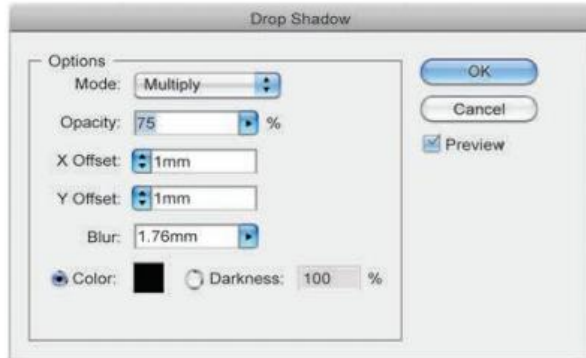 Drop Shadow
Options
Mode: Multiply
Opacity: 75 %
X Offset: 1mm
Y Offset: 1mm
Blur: 1.76mm
Color: Darkness: 100 %
OK
Cancel
Preview